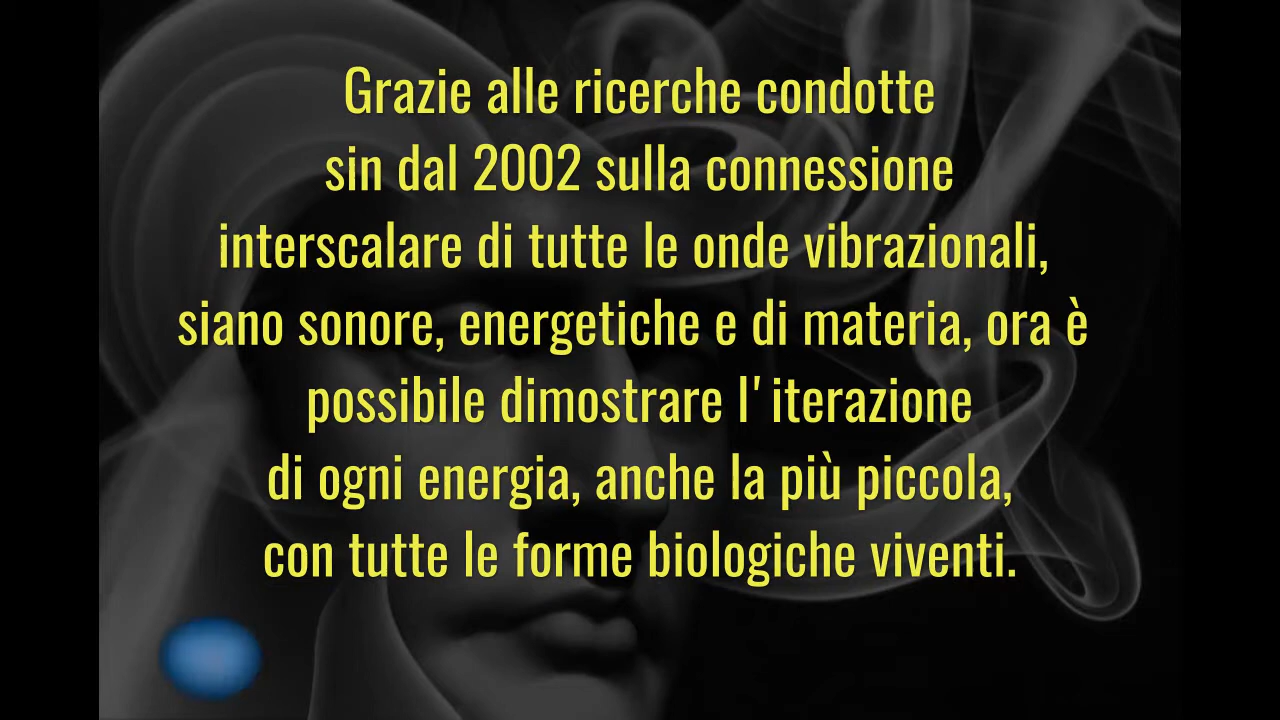 Grazie alle ricerche condotte
sin dal 2002 sulla connessione
interscalare di tutte le onde vibrazionali,
siano sonore, energetiche e di materia, ora è
possibile dimostrare l'iterazione
di ogni energia, anche la più piccola,
con tutte le forme biologiche viventi.